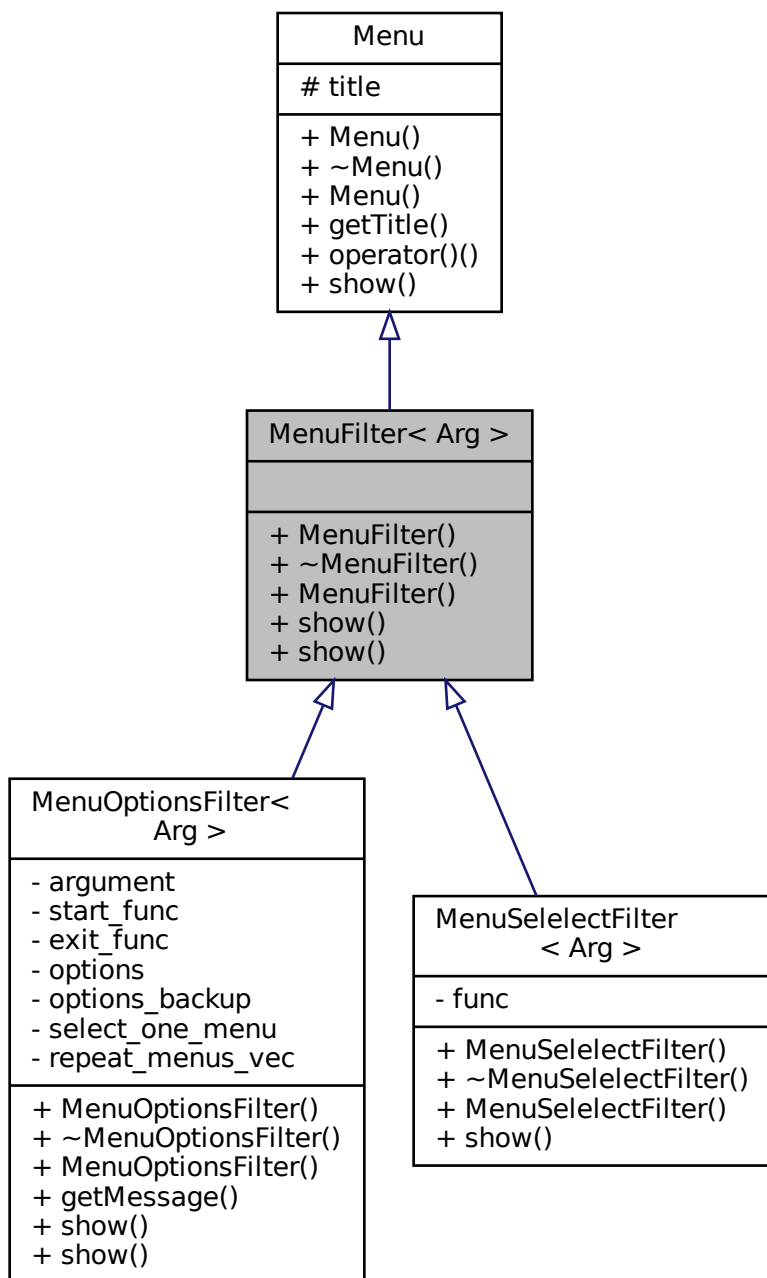 Menu
# title
+ Menu()
+ ~Menu()
+ Menu()
+ getTitle()
+ operator()()
+ show()
MenuFilter< Arg >
+ MenuFilter()
+ ~MenuFilter()
+ MenuFilter()
+ show()
+ show()
MenuOptionsFilter<
Arg >
- argument
- start_func
- exit_func
- options
- options_backup
- select_one_menu
- repeat_menus_vec
+ MenuOptionsFilter()
+ ~MenuOptionsFilter()
+ MenuOptionsFilter()
+ getMessage()
+ show()
+ show()
MenuSelelectFilter
< Arg >
- func
+ MenuSelelectFilter()
+ ~MenuSelelectFilter()
+ MenuSelelectFilter()
+ show()